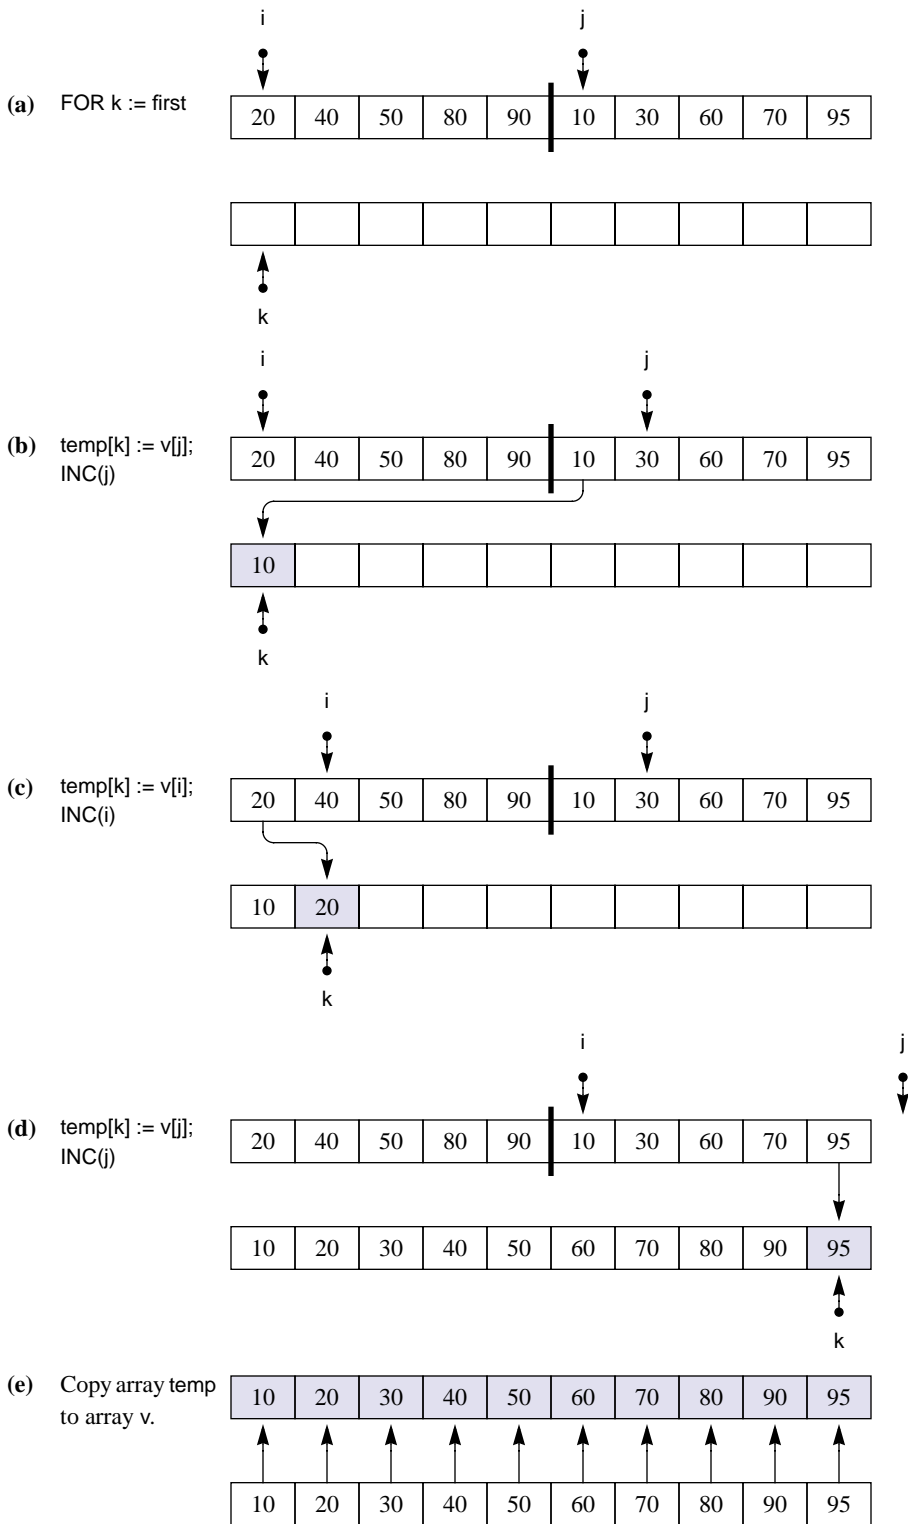 i j
(a) FOR k := first
20 40 50 80 90 10 30 60 70 95
k
i j
(b) temp[k] := v[j];
INC(j)
20 40 50 80 90 10 30 60 70 95
10
k
i j
(c) temp[k] := v[i];
INC(i)
20 40 50 80 90 10 30 60 70 95
10 20
k
i j
(d) temp[k] := v[j];
INC(j)
20 40 50 80 90 10 30 60 70 95
10 20 30 40 50 60 70 80 90 95
k
(e) Copy array temp
to array v.
10 20 30 40 50 60 70 80 90 95
10 20 30 40 50 60 70 80 90 95